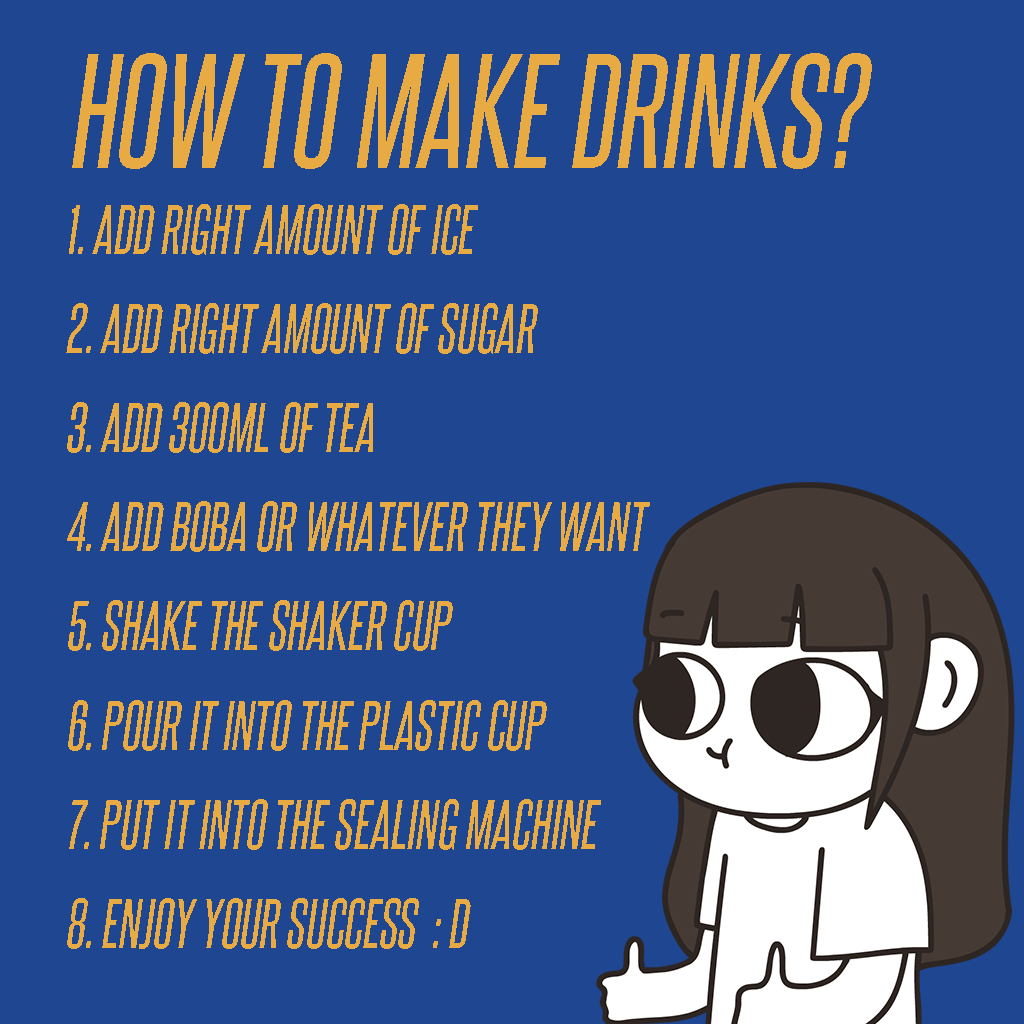 HOW TO MAKE DRINKS?
1. ADD RIGHT AMOUNT OF ICE
2. ADD RIGHT AMOUNT OF SUGAR
3. ADD 300ML OF TEA
4. ADD BOBA OR WHATEVER THEY WANT
5. SHAKE THE SHAKER CUP
6. POUR IT INTO THE PLASTIC CUP
7. PUT IT INTO THE SEALING MACHINE
8. ENJOY YOUR SUCCESS : D